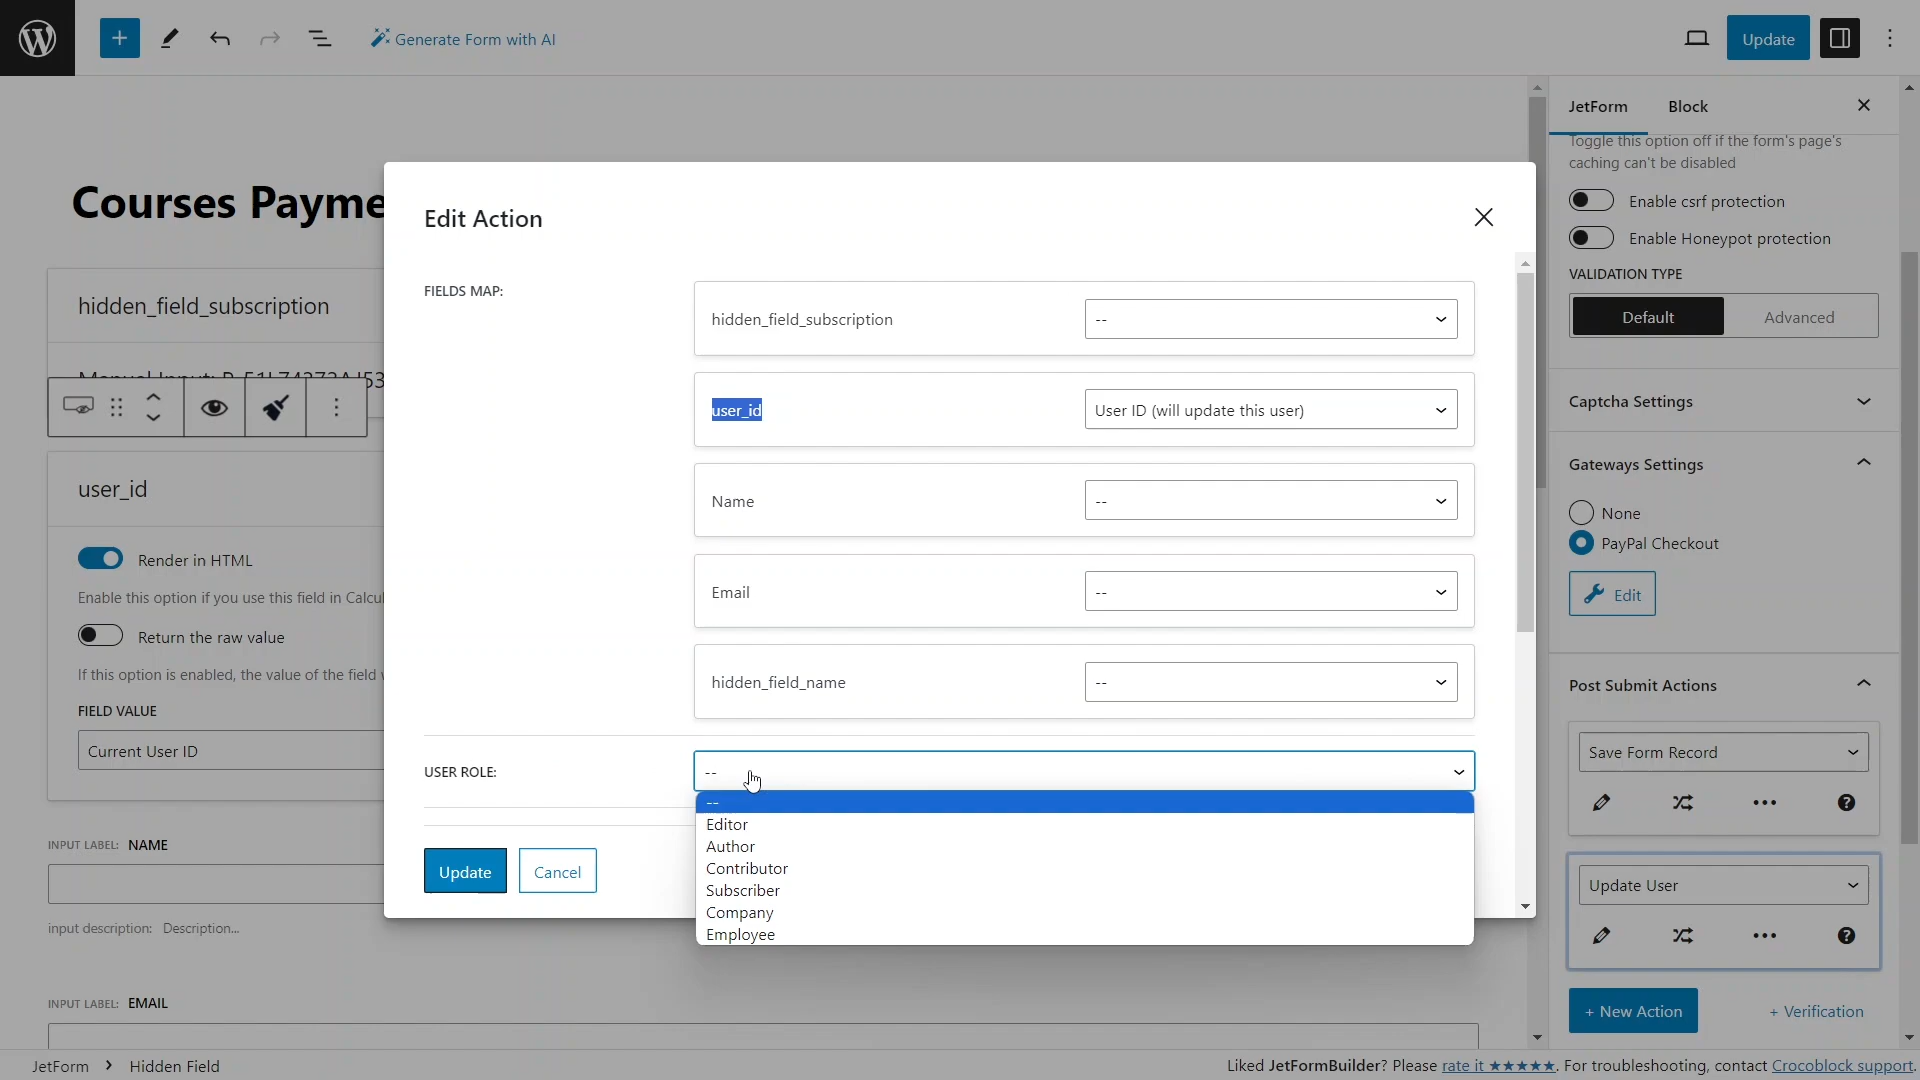 Generate Form with AI
Update
JetForm Block
Toggle this option off if the form's page's
caching can't be disabled
Enable csrf protection
Enable Honeypot protection
VALIDATION TYPE
Default Advanced
Captcha Settings
Gateways Settings
None
PayPal Checkout
Edit
Post Submit Actions
Save Form Record
Update User
+ New Action + Verification
Courses Payme
hidden_field_subscription
user_id
Render in HTML
Enable this option if you use this field in Calcul
Return the raw value
If this option is enabled, the value of the field
FIELD VALUE
Current User ID
INPUT LABEL: NAME
input description: Description...
INPUT LABEL: EMAIL
Edit Action
FIELDS MAP:
hidden_field_subscription --
user_id User ID (will update this user)
Name --
Email --
hidden_field_name --
USER ROLE: --
--
Editor
Author
Contributor
Subscriber
Company
Employee
Update Cancel
JetForm Hidden Field
Liked JetFormBuilder? Please rate it ★★★★★. For troubleshooting, contact Crocoblock support.